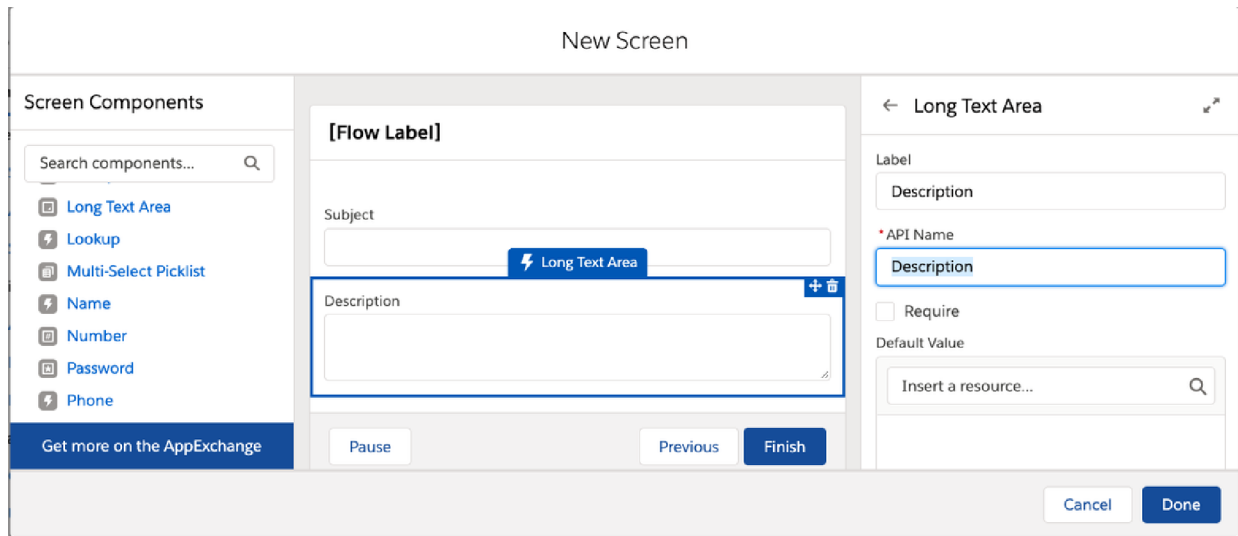 New Screen
Screen Components
Search components...
Long Text Area
Lookup
Multi-Select Picklist
Name
Number
Password
Phone
Get more on the AppExchange
[Flow Label]
Subject
Long Text Area
Description
Pause
Previous
Finish
Long Text Area
Label
Description
*API Name
Description
Require
Default Value
Insert a resource...
Cancel
Done